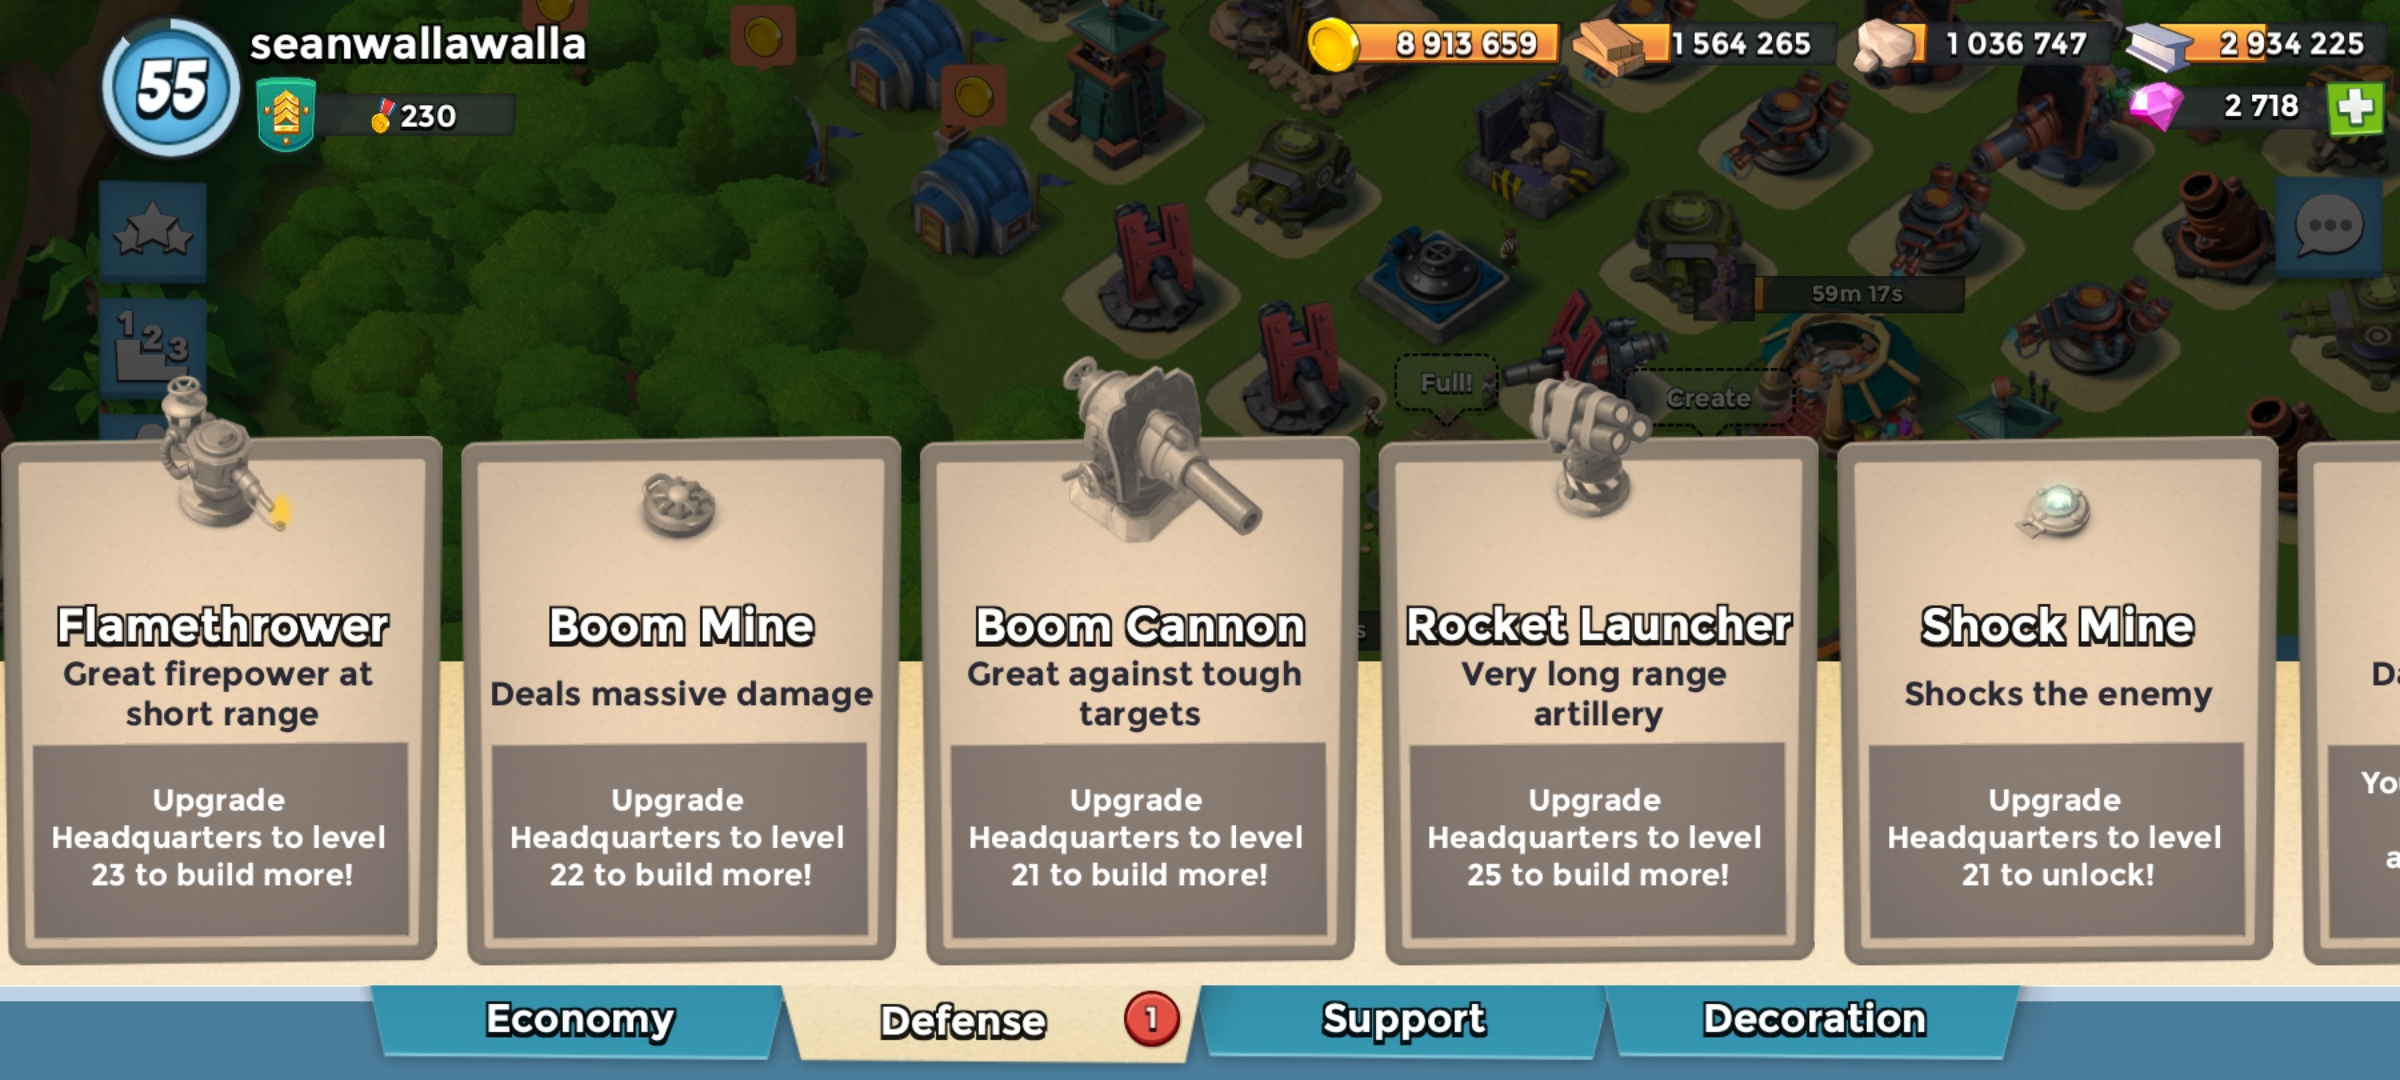 55
seanwallawalla
230
8 913 659
1 564 265
1 036 747
2 934 225
2 718
1 2 3
59m 17s
Full!
Create
Flamethrower
Great firepower at
short range
Upgrade
Headquarters to level
23 to build more!
Boom Mine
Deals massive damage
Upgrade
Headquarters to level
22 to build more!
Boom Cannon
Great against tough
targets
Upgrade
Headquarters to level
21 to build more!
Rocket Launcher
Very long range
artillery
Upgrade
Headquarters to level
25 to build more!
Shock Mine
Shocks the enemy
Upgrade
Headquarters to level
21 to unlock!
Economy
Defense
1
Support
Decoration